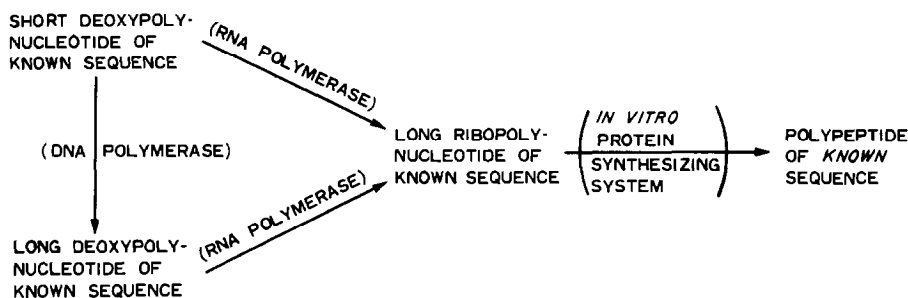 SHORT DEOXYPOLY-
NUCLEOTIDE OF
KNOWN SEQUENCE
(RNA POLYMERASE)
(DNA POLYMERASE)
LONG RIBOPOLY-
NUCLEOTIDE OF
KNOWN SEQUENCE
(IN VITRO
PROTEIN
SYNTHESIZING
SYSTEM)
POLYPEPTIDE
OF KNOWN
SEQUENCE
(RNA POLYMERASE)
LONG DEOXYPOLY-
NUCLEOTIDE OF
KNOWN SEQUENCE